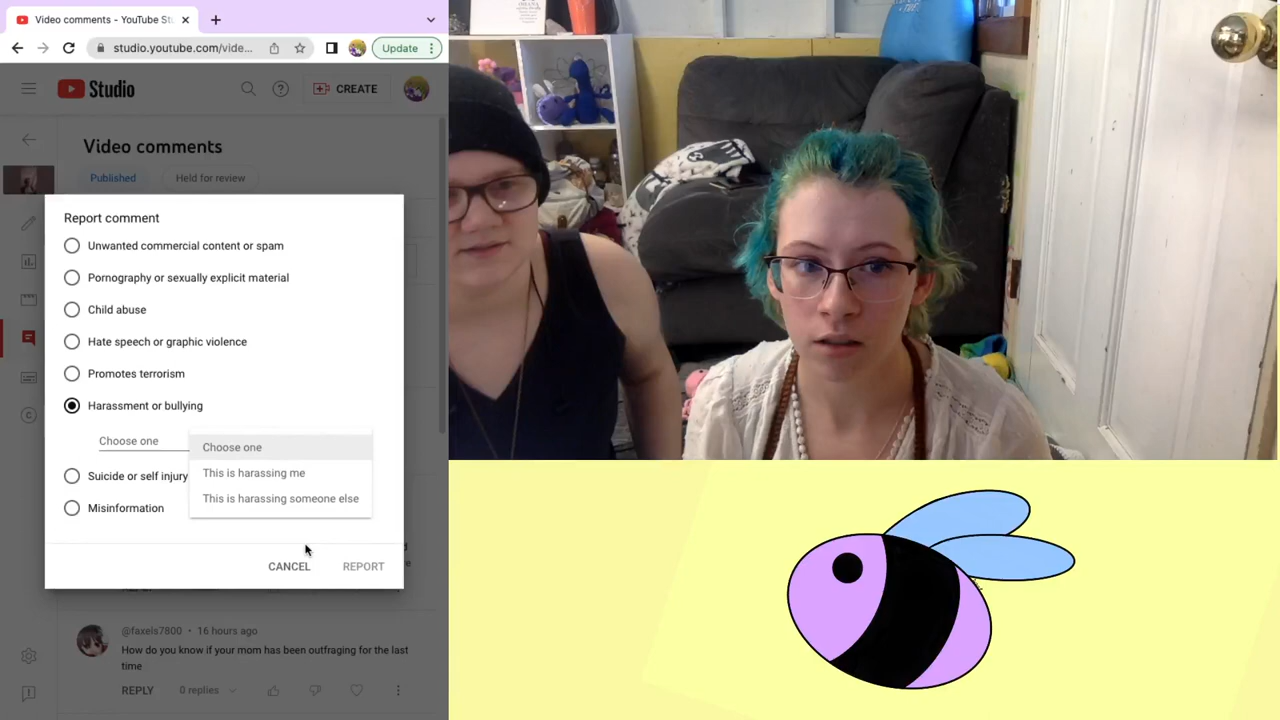 Video comments - YouTube St
studio.youtube.com/vide...
Update
Studio
CREATE
Video comments
Published
Held for review
Report comment
Unwanted commercial content or spam
Pornography or sexually explicit material
Child abuse
Hate speech or graphic violence
Promotes terrorism
Harassment or bullying
Choose one
Choose one
This is harassing me
This is harassing someone else
Suicide or self injury
Misinformation
CANCEL
REPORT
@faxels7800 • 16 hours ago
How do you know if your mom has been outfraging for the last
time
REPLY
0 replies